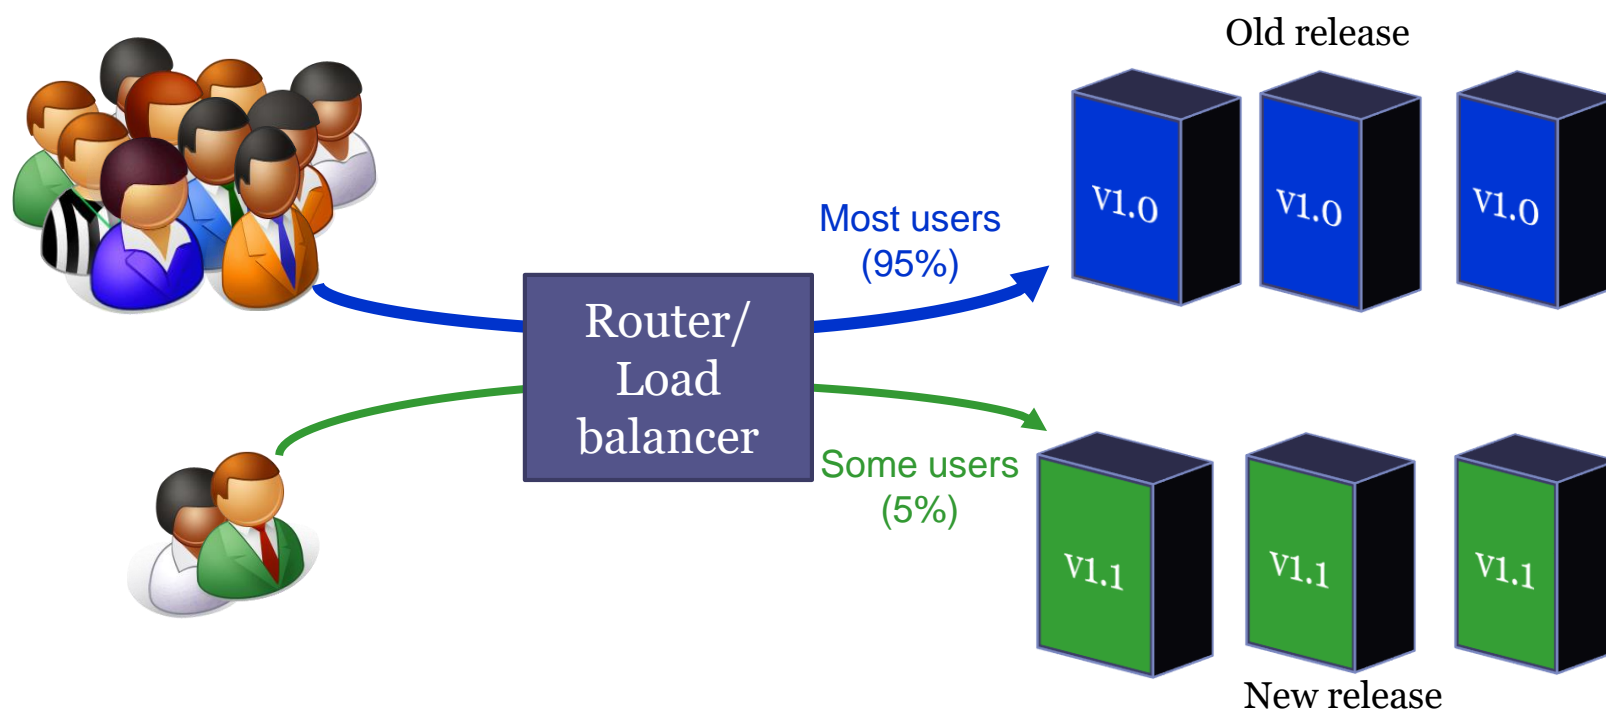 Old release
V1.0
V1.0
V1.0
Most users
(95%)
Router/
Load
balancer
Some users
(5%)
V1.1
V1.1
V1.1
New release